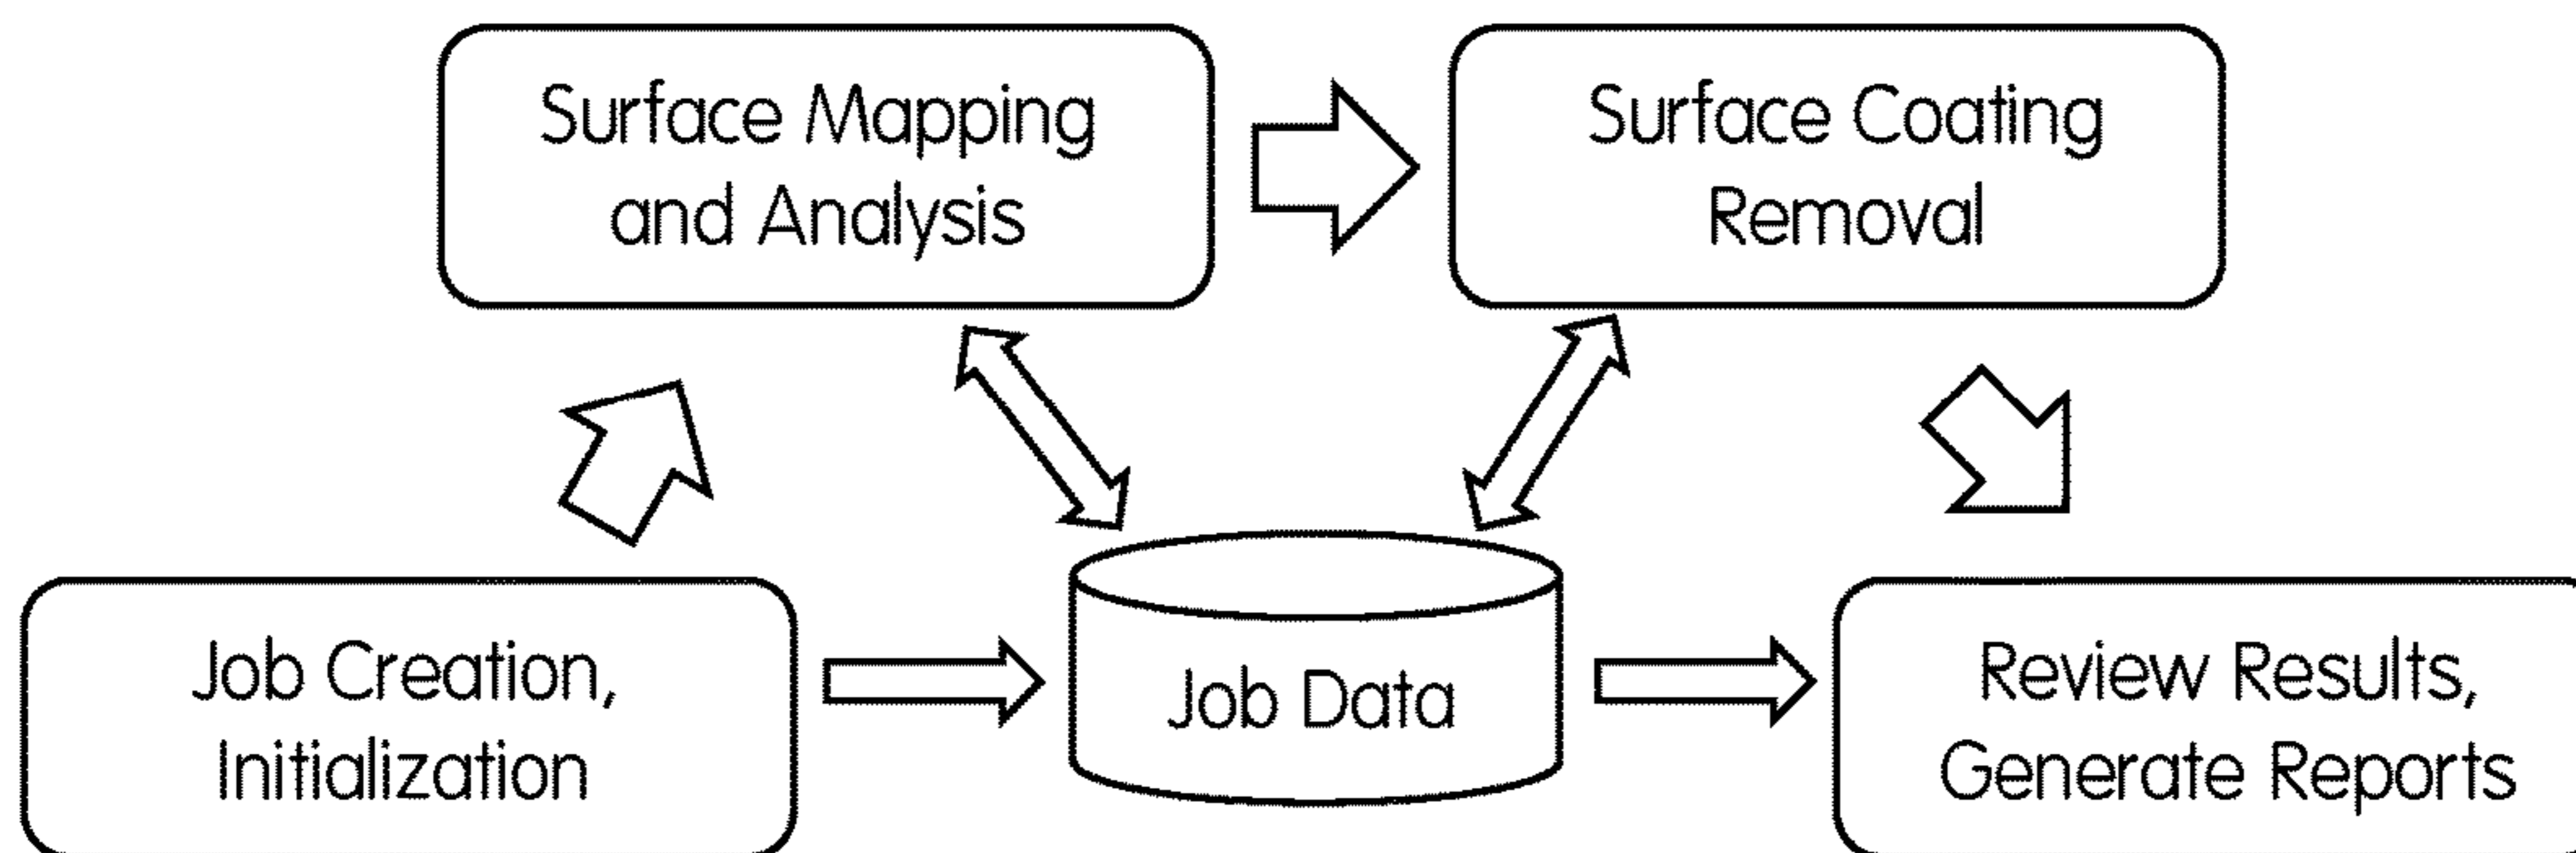 Surface Mapping
and Analysis
Surface Coating
Removal
Job Creation,
Initialization
Job Data
Review Results,
Generate Reports